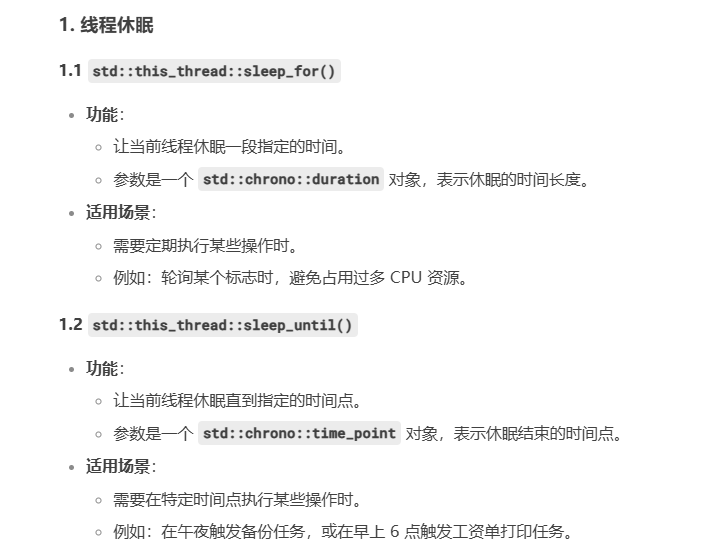 1. 线程休眠
1.1 std::this_thread::sleep_for()
功能：
让当前线程休眠一段指定的时间。
参数是一个 std::chrono::duration 对象，表示休眠的时间长度。
适用场景：
需要定期执行某些操作时。
例如：轮询某个标志时，避免占用过多 CPU 资源。
1.2 std::this_thread::sleep_until()
功能：
让当前线程休眠直到指定的时间点。
参数是一个 std::chrono::time_point 对象，表示休眠结束的时间点。
适用场景：
需要在特定时间点执行某些操作时。
例如：在午夜触发备份任务，或在早上 6 点触发工资单打印任务。